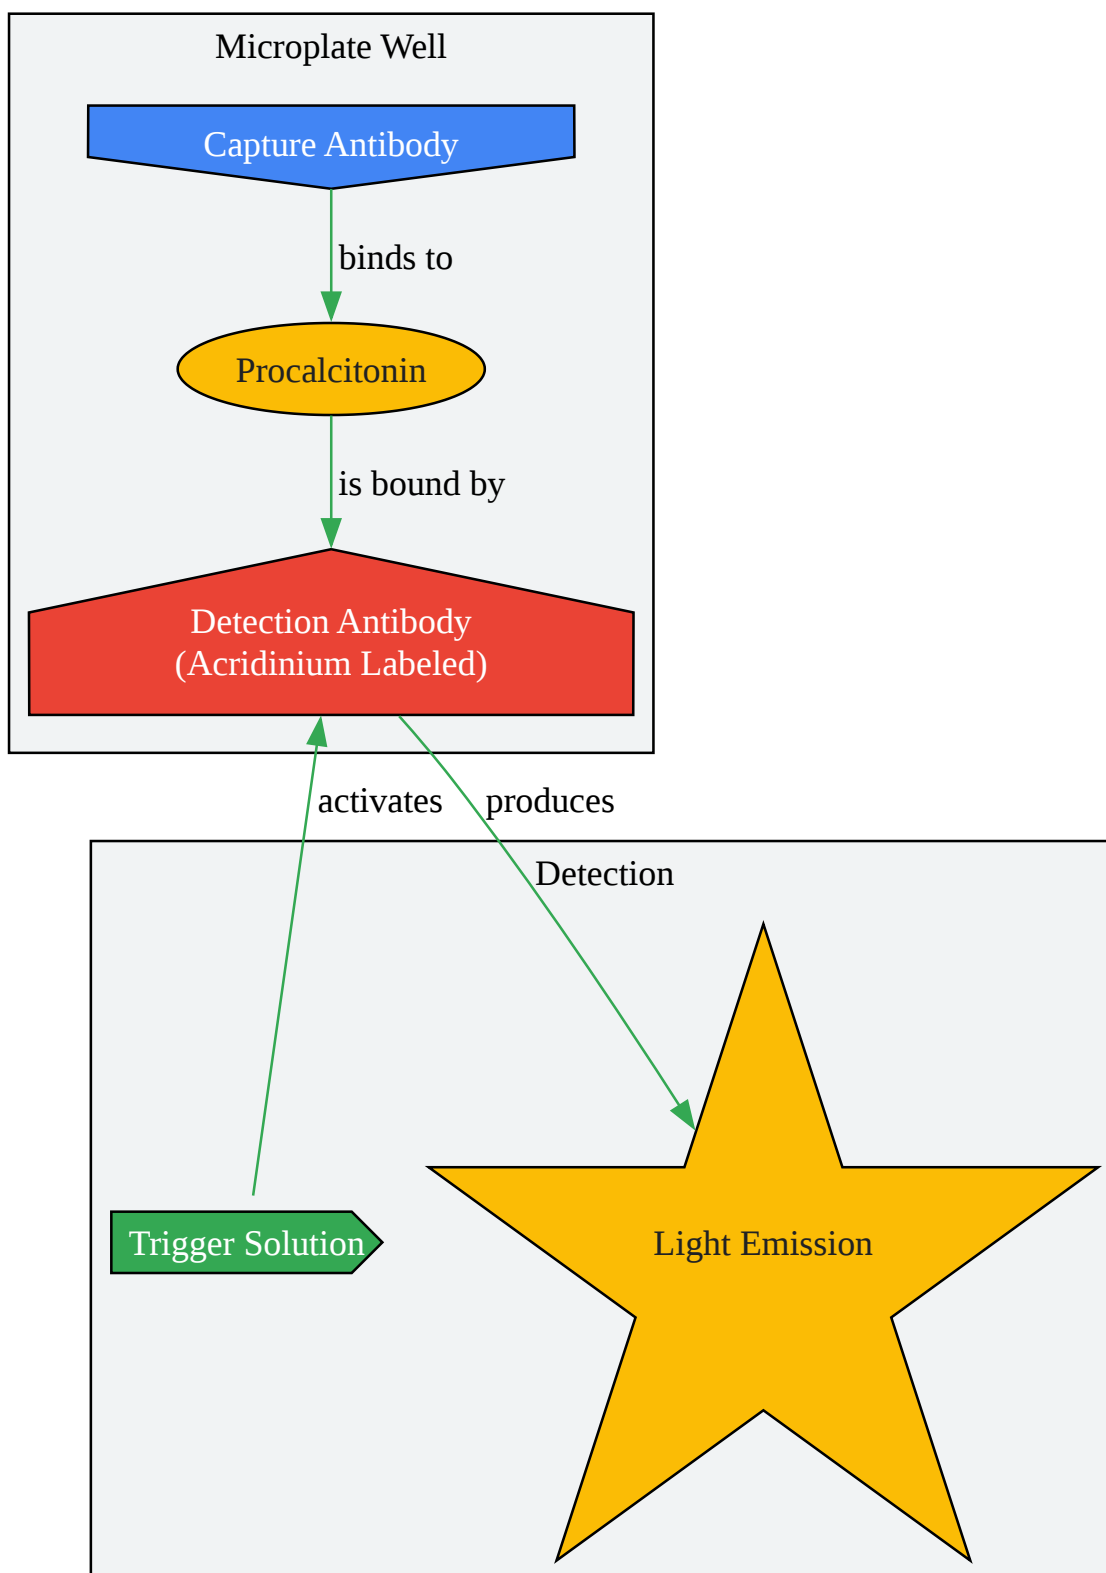 Microplate Well
Capture Antibody
binds to
Procalcitonin
is bound by
Detection Antibody
(Acridinium Labeled)
activates
produces
Detection
Trigger Solution
Light Emission